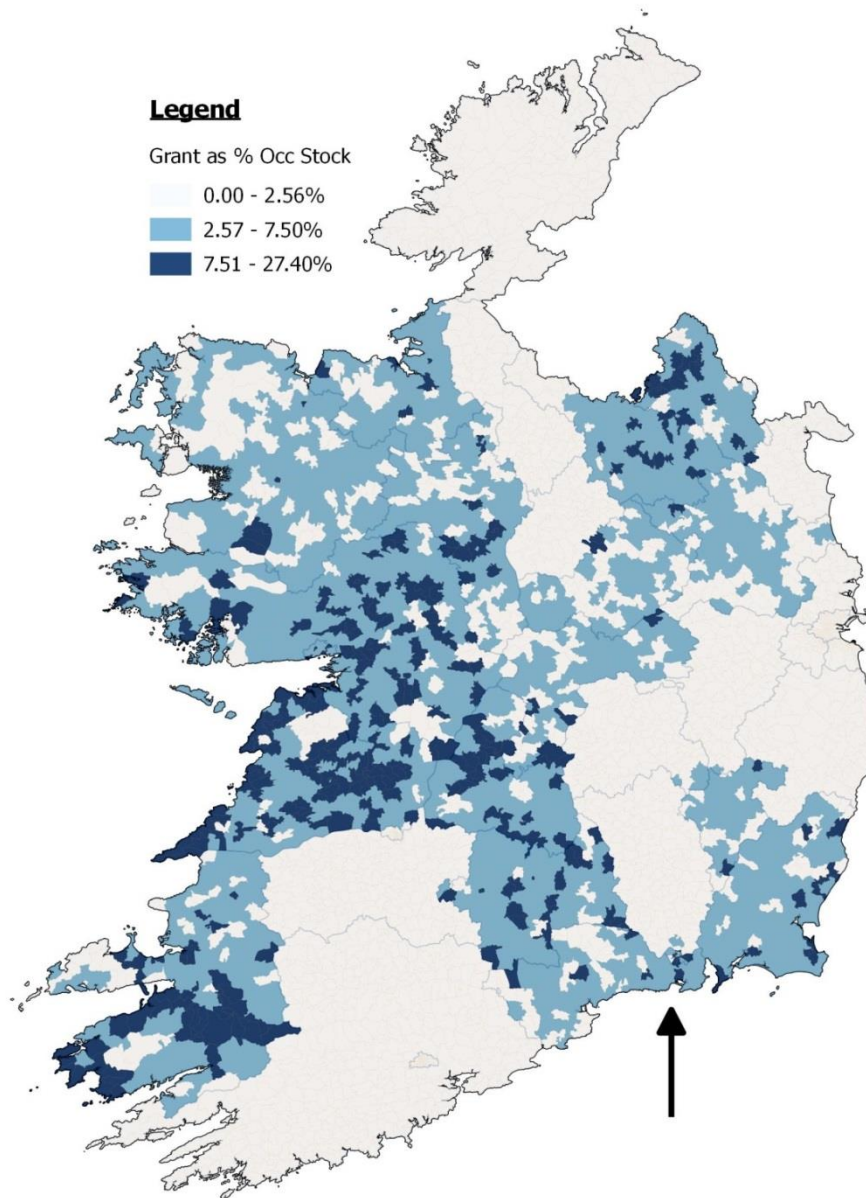 Legend
Grant as % Occ Stock
0.00 - 2.56%
2.57 - 7.50%
7.51 - 27.40%